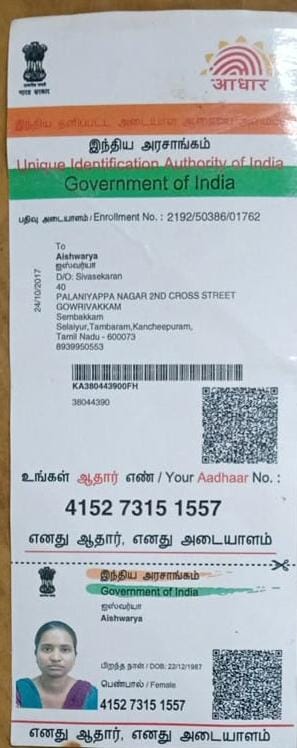 भारत सरकार
आधार
இந்திய தனிப்பட்ட அடையாள
இந்திய அரசாங்கம்
Unique Identification Authority of India
Government of India
பதிவு அடையாளம் / Enrollment No. : 2192/50386/01762
24/10/2017
To
Aishwarya
ஐஸ்வர்யா
D/O: Sivasekaran
40
PALANIYAPPA NAGAR 2ND CROSS STREET
GOWRIVAKKAM
Sembakkam
Selaiyur,Tambaram,Kancheepuram,
Tamil Nadu - 600073
8939950553
KA380443900FH
38044390
உங்கள் ஆதார் எண் / Your Aadhaar No. :
4152 7315 1557
எனது ஆதார், எனது அடையாளம்
இந்திய அரசாங்கம்
Government of India
ஐஸ்வர்யா
Aishwarya
பிறந்த நாள் / DOB: 22/12/1987
பெண்பால் / Female
4152 7315 1557
எனது ஆதார், எனது அடையாளம்